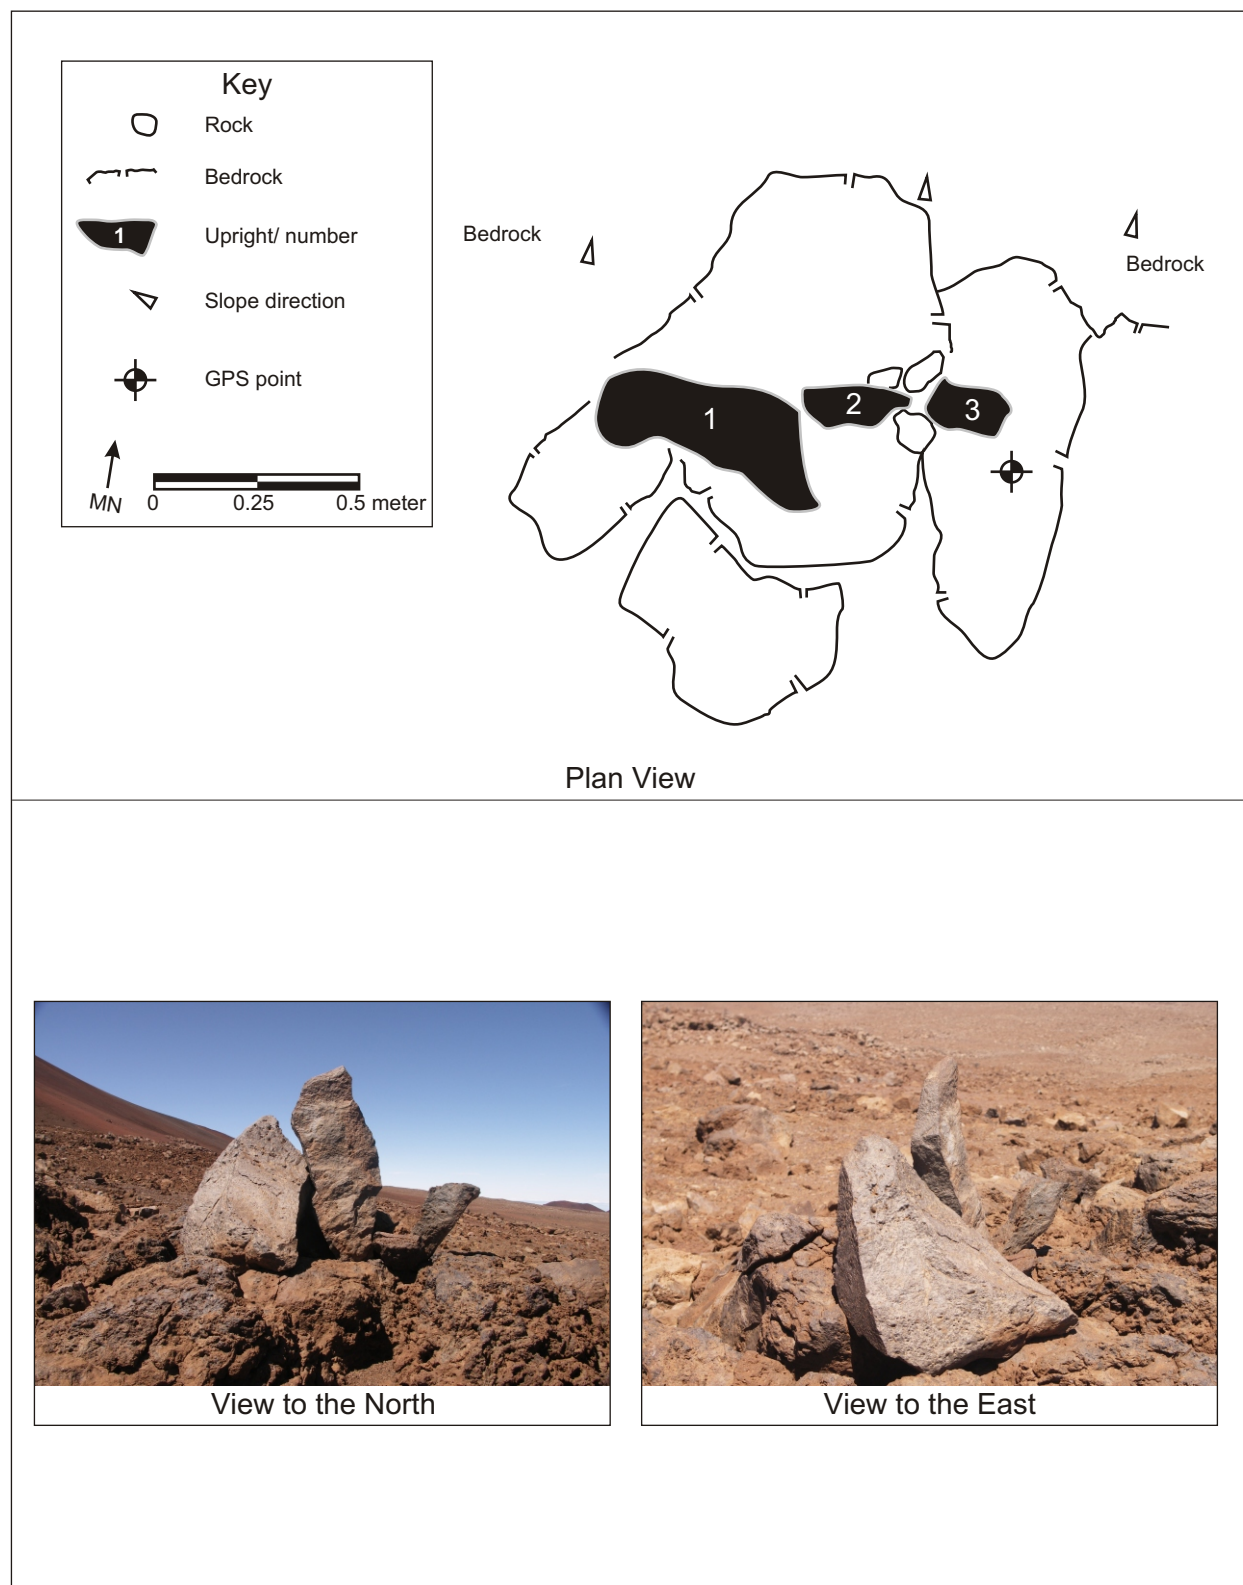 Key
Rock
Bedrock
1
Upright/ number
Slope direction
GPS point
MN
0 0.25 0.5 meter
Bedrock
Bedrock
1
2
3
Plan View
View to the North
View to the East